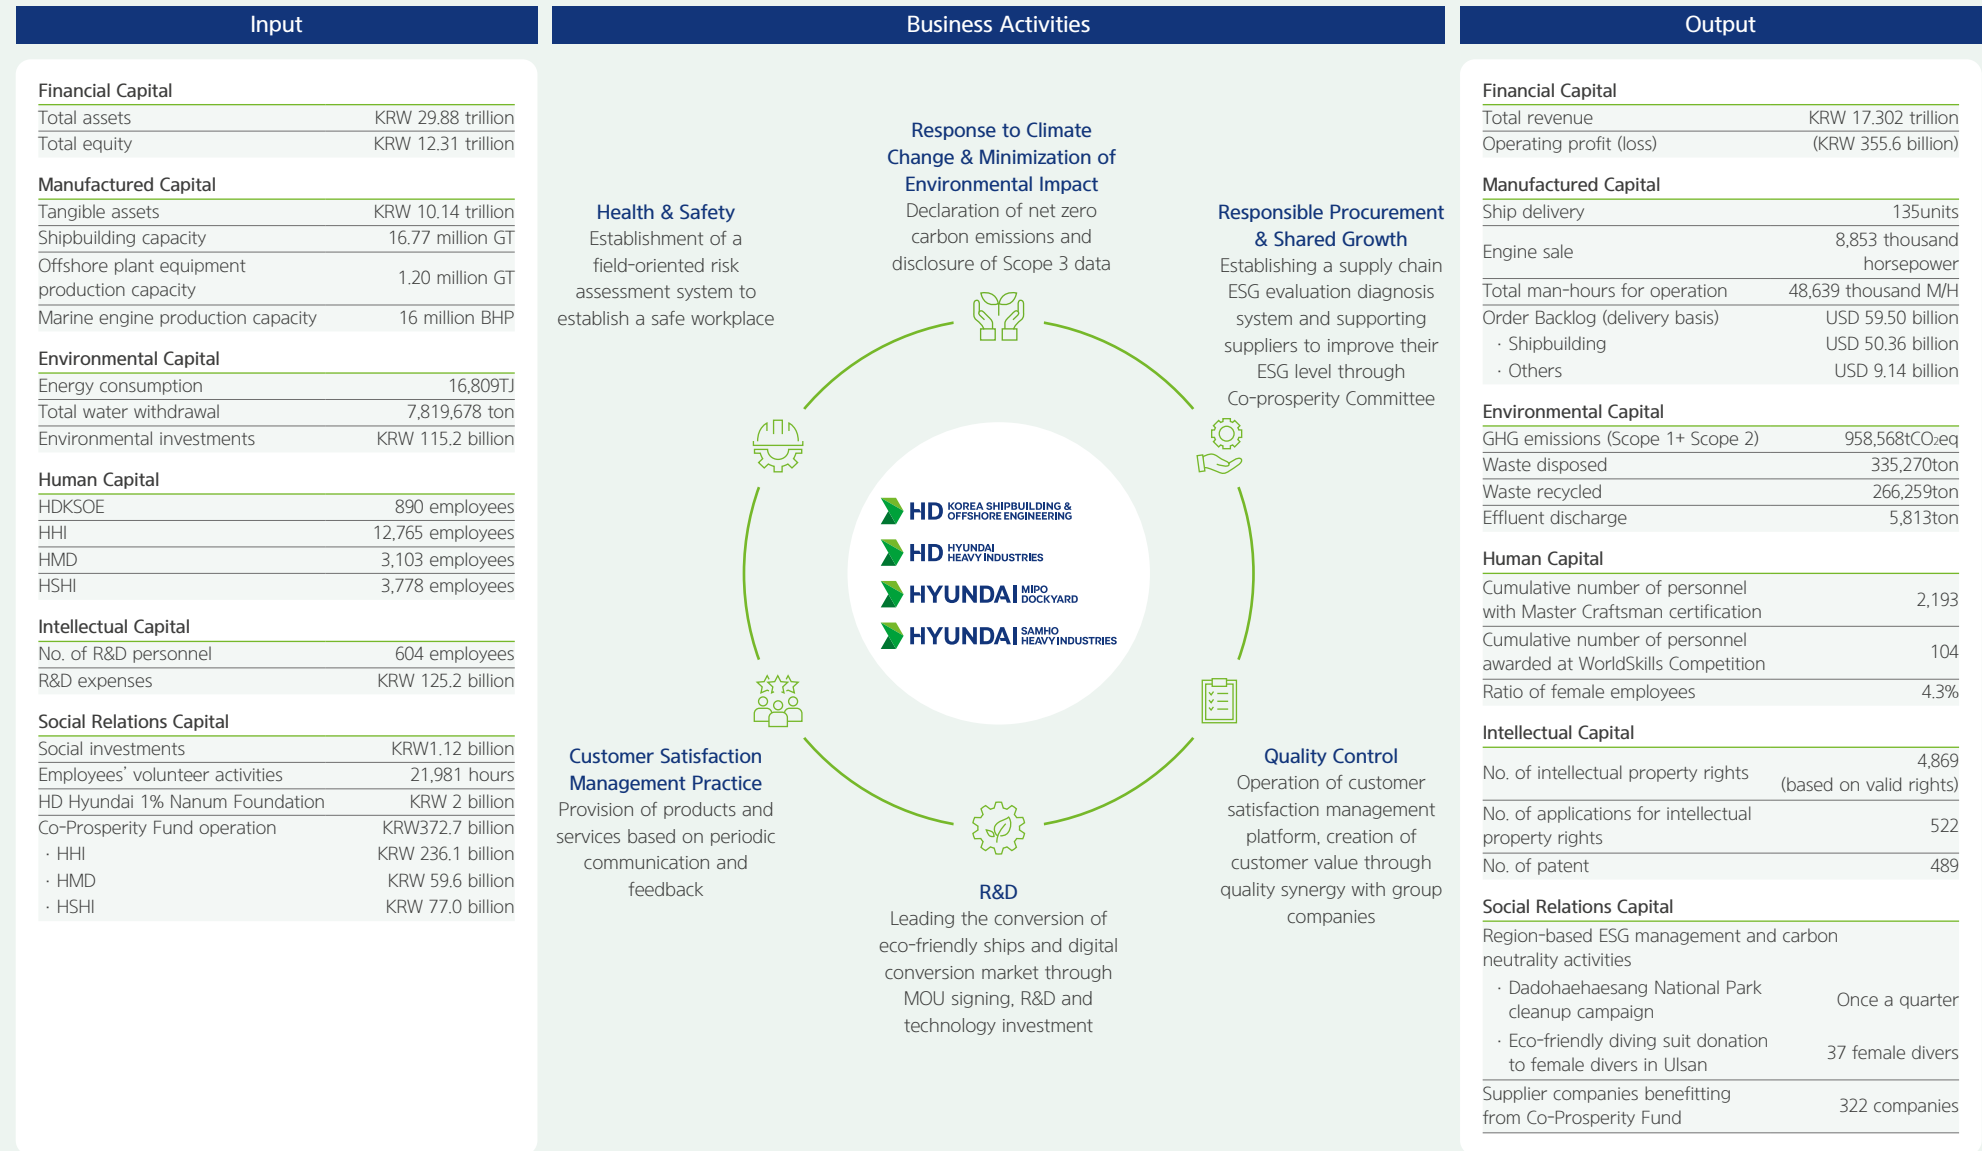 Input
Financial Capital
Total assets KRW 29.88 trillion
Total equity KRW 12.31 trillion
Manufactured Capital
Tangible assets KRW 10.14 trillion
Shipbuilding capacity 16.77 million GT
Offshore plant equipment
production capacity 1.20 million GT
Marine engine production capacity 16 million BHP
Environmental Capital
Energy consumption 16,809TJ
Total water withdrawal 7,819,678 ton
Environmental investments KRW 115.2 billion
Human Capital
HDKSOE 890 employees
HHI 12,765 employees
HMD 3,103 employees
HSHI 3,778 employees
Intellectual Capital
No. of R&D personnel 604 employees
R&D expenses KRW 125.2 billion
Social Relations Capital
Social investments KRW1.12 billion
Employees' volunteer activities 21,981 hours
HD Hyundai 1% Nanum Foundation KRW 2 billion
Co-Prosperity Fund operation KRW372.7 billion
· HHI KRW 236.1 billion
· HMD KRW 59.6 billion
· HSHI KRW 77.0 billion
Business Activities
Response to Climate
Change & Minimization of
Environmental Impact
Declaration of net zero
carbon emissions and
disclosure of Scope 3 data
Health & Safety
Establishment of a
field-oriented risk
assessment system to
establish a safe workplace
Responsible Procurement
& Shared Growth
Establishing a supply chain
ESG evaluation diagnosis
system and supporting
suppliers to improve their
ESG level through
Co-prosperity Committee
HD KOREA SHIPBUILDING &
OFFSHORE ENGINEERING
HD HYUNDAI
HEAVY INDUSTRIES
HYUNDAI MIPO
DOCKYARD
HYUNDAI SAMHO
HEAVY INDUSTRIES
Customer Satisfaction
Management Practice
Provision of products and
services based on periodic
communication and
feedback
R&D
Leading the conversion of
eco-friendly ships and digital
conversion market through
MOU signing, R&D and
technology investment
Quality Control
Operation of customer
satisfaction management
platform, creation of
customer value through
quality synergy with group
companies
Output
Financial Capital
Total revenue KRW 17.302 trillion
Operating profit (loss) (KRW 355.6 billion)
Manufactured Capital
Ship delivery 135units
Engine sale 8,853 thousand
horsepower
Total man-hours for operation 48,639 thousand M/H
Order Backlog (delivery basis) USD 59.50 billion
· Shipbuilding USD 50.36 billion
· Others USD 9.14 billion
Environmental Capital
GHG emissions (Scope 1+ Scope 2) 958,568tCO₂eq
Waste disposed 335,270ton
Waste recycled 266,259ton
Effluent discharge 5,813ton
Human Capital
Cumulative number of personnel
with Master Craftsman certification 2,193
Cumulative number of personnel
awarded at WorldSkills Competition 104
Ratio of female employees 4.3%
Intellectual Capital
No. of intellectual property rights 4,869
(based on valid rights)
No. of applications for intellectual
property rights 522
No. of patent 489
Social Relations Capital
Region-based ESG management and carbon
neutrality activities
· Dadohaehaesang National Park
cleanup campaign Once a quarter
· Eco-friendly diving suit donation
to female divers in Ulsan 37 female divers
Supplier companies benefitting
from Co-Prosperity Fund 322 companies